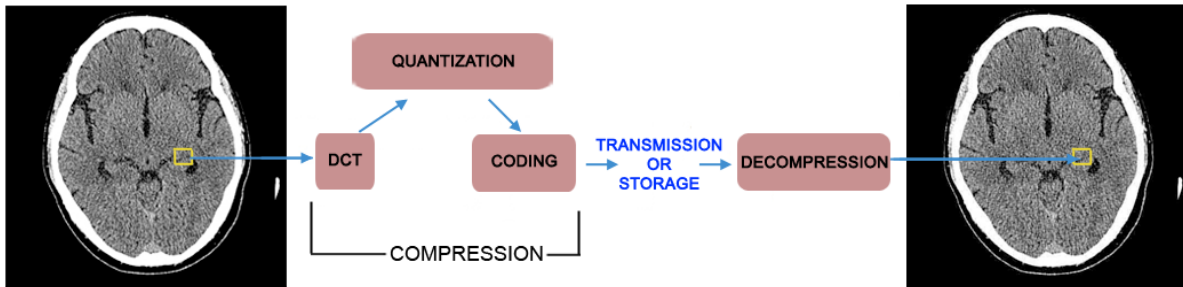 QUANTIZATION
DCT
CODING
TRANSMISSION
OR
STORAGE
DECOMPRESSION
COMPRESSION